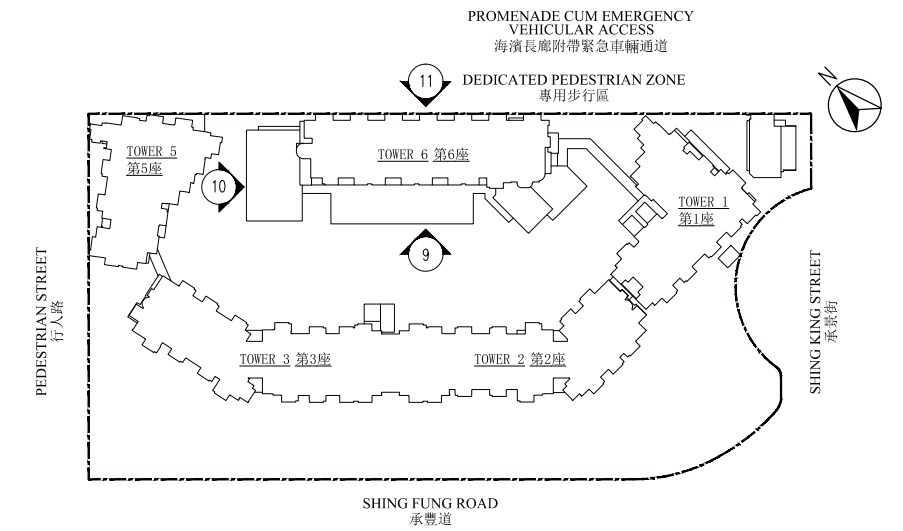 PROMENADE CUM EMERGENCY
VEHICULAR ACCESS
海濱長廊附帶緊急車輛通道
11
DEDICATED PEDESTRIAN ZONE
專用步行區
N
TOWER 5
第5座
TOWER 6 第6座
10
TOWER 1
第1座
9
PEDESTRIAN STREET
行人路
SHING KING STREET
承景街
TOWER 3 第3座
TOWER 2 第2座
SHING FUNG ROAD
承豐道